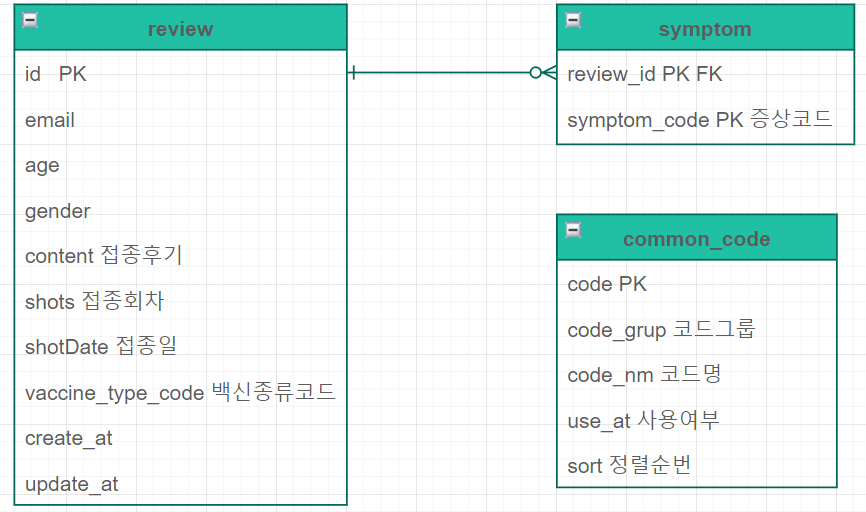 review
id PK
email
age
gender
content 접종후기
shots 접종회차
shotDate 접종일
vaccine_type_code 백신종류코드
create_at
update_at
symptom
review_id PK FK
symptom_code PK 증상코드
common_code
code PK
code_grup 코드그룹
code_nm 코드명
use_at 사용여부
sort 정렬순번